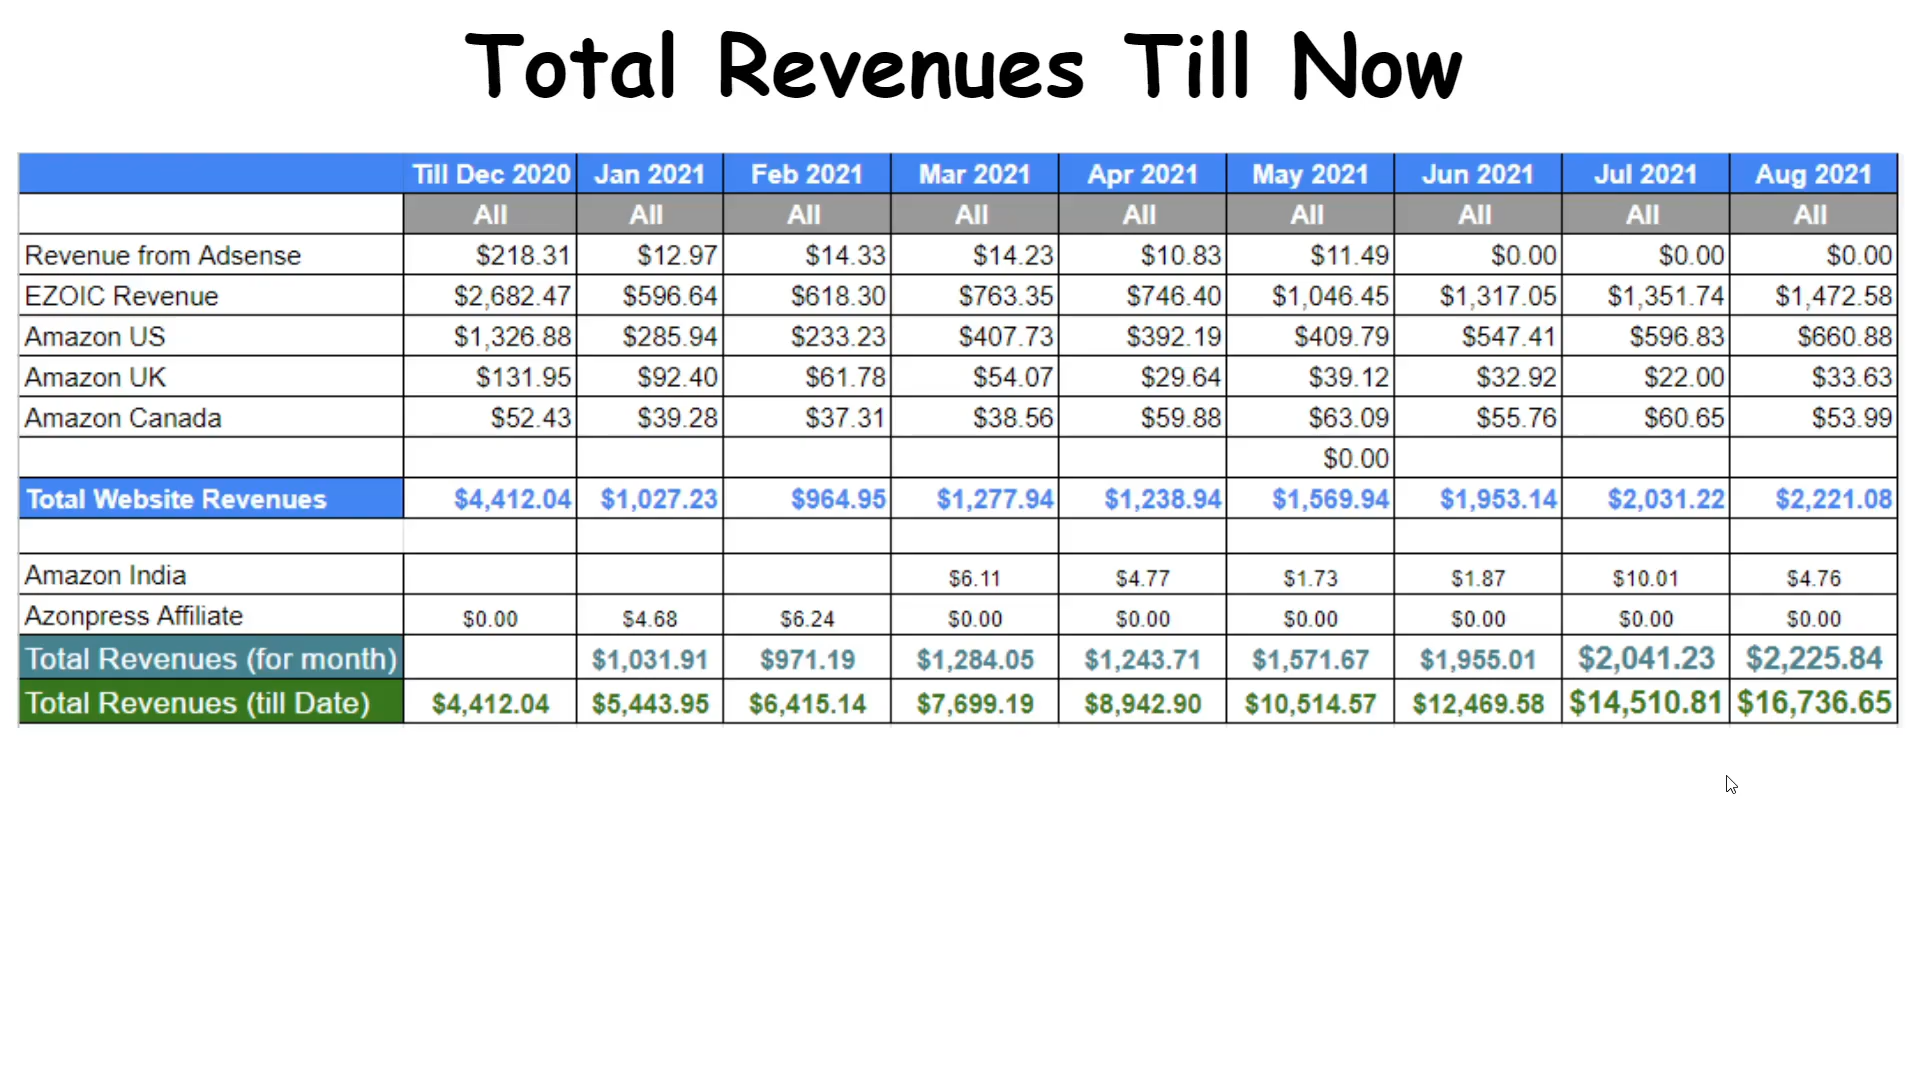 Total Revenues Till Now
Till Dec 2020 Jan 2021 Feb 2021 Mar 2021 Apr 2021 May 2021 Jun 2021 Jul 2021 Aug 2021
All All All All All All All All All
Revenue from Adsense $218.31 $12.97 $14.33 $14.23 $10.83 $11.49 $0.00 $0.00 $0.00
EZOIC Revenue $2,682.47 $596.64 $618.30 $763.35 $746.40 $1,046.45 $1,317.05 $1,351.74 $1,472.58
Amazon US $1,326.88 $285.94 $233.23 $407.73 $392.19 $409.79 $547.41 $596.83 $660.88
Amazon UK $131.95 $92.40 $61.78 $54.07 $29.64 $39.12 $32.92 $22.00 $33.63
Amazon Canada $52.43 $39.28 $37.31 $38.56 $59.88 $63.09 $55.76 $60.65 $53.99
$0.00
Total Website Revenues $4,412.04 $1,027.23 $964.95 $1,277.94 $1,238.94 $1,569.94 $1,953.14 $2,031.22 $2,221.08
Amazon India $6.11 $4.77 $1.73 $1.87 $10.01 $4.76
Azonpress Affiliate $0.00 $4.68 $6.24 $0.00 $0.00 $0.00 $0.00 $0.00 $0.00
Total Revenues (for month) $1,031.91 $971.19 $1,284.05 $1,243.71 $1,571.67 $1,955.01 $2,041.23 $2,225.84
Total Revenues (till Date) $4,412.04 $5,443.95 $6,415.14 $7,699.19 $8,942.90 $10,514.57 $12,469.58 $14,510.81 $16,736.65